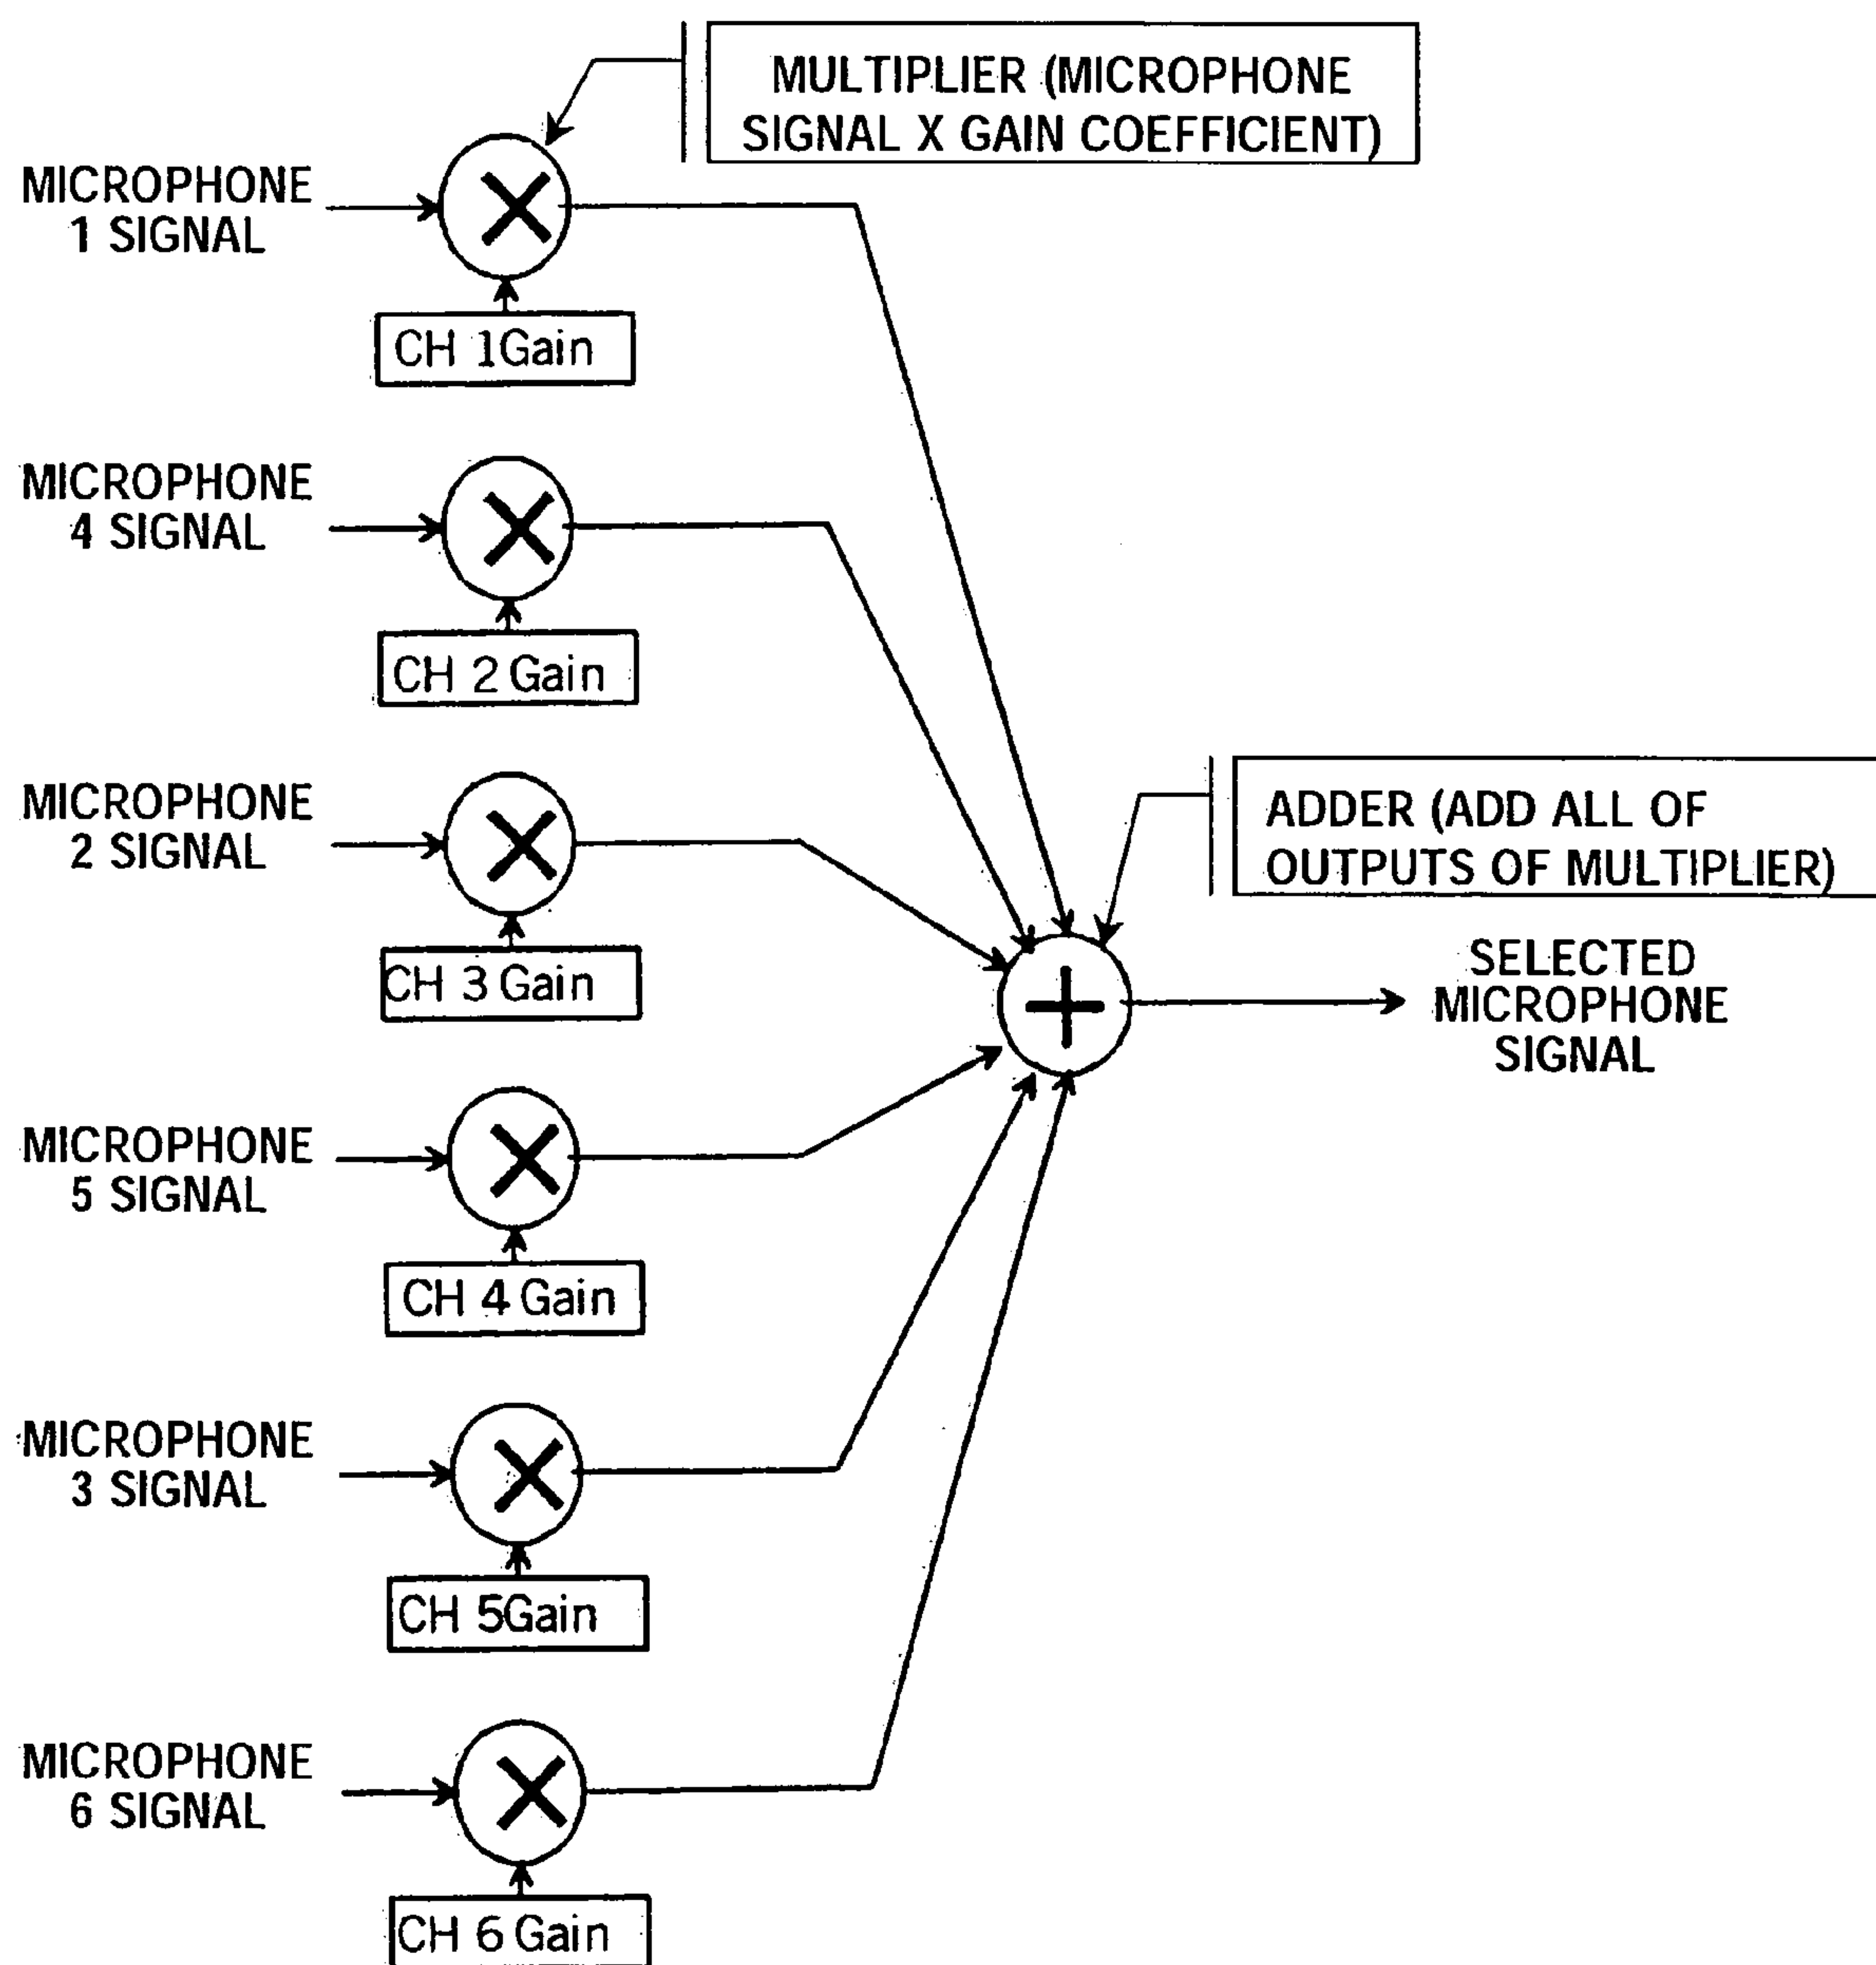 MULTIPLIER (MICROPHONE
SIGNAL X GAIN COEFFICIENT)
MICROPHONE
1 SIGNAL
CH 1Gain
MICROPHONE
4 SIGNAL
CH 2 Gain
MICROPHONE
2 SIGNAL
CH 3 Gain
ADDER (ADD ALL OF
OUTPUTS OF MULTIPLIER)
SELECTED
MICROPHONE
SIGNAL
MICROPHONE
5 SIGNAL
CH 4 Gain
MICROPHONE
3 SIGNAL
CH 5Gain
MICROPHONE
6 SIGNAL
CH 6 Gain